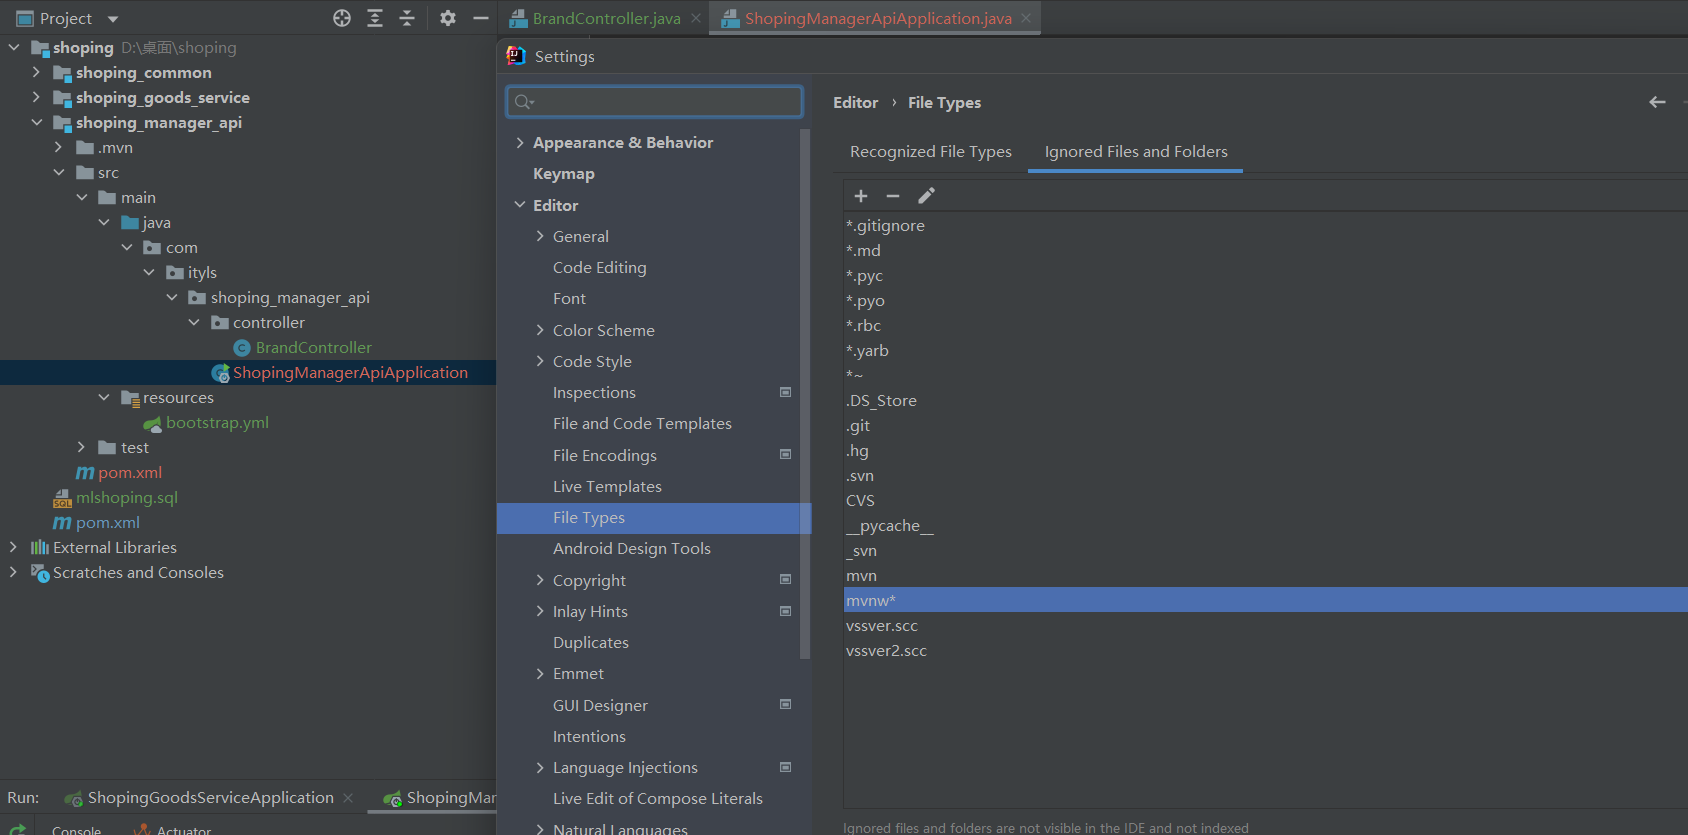 Project
shoping D:\桌面\shoping
shoping_common
shoping_goods_service
shoping_manager_api
.mvn
src
main
java
com
ityls
shoping_manager_api
controller
BrandController
ShopingManagerApiApplication
resources
bootstrap.yml
test
pom.xml
mlshoping.sql
pom.xml
External Libraries
Scratches and Consoles
Run: ShopingGoodsServiceApplication ShopingMar
Console Actuator
BrandController.java ShopingManagerApiApplication.java
Settings
Appearance & Behavior
Keymap
Editor
General
Code Editing
Font
Color Scheme
Code Style
Inspections
File and Code Templates
File Encodings
Live Templates
File Types
Android Design Tools
Copyright
Inlay Hints
Duplicates
Emmet
GUI Designer
Intentions
Language Injections
Live Edit of Compose Literals
Natural Languages
Editor › File Types
Recognized File Types Ignored Files and Folders
*.gitignore
*.md
*.pyc
*.pyo
*.rbc
*.yarb
*~
.DS_Store
.git
.hg
.svn
CVS
__pycache__
_svn
mvn
mvnw*
vssver.scc
vssver2.scc
Ignored files and folders are not visible in the IDE and not indexed